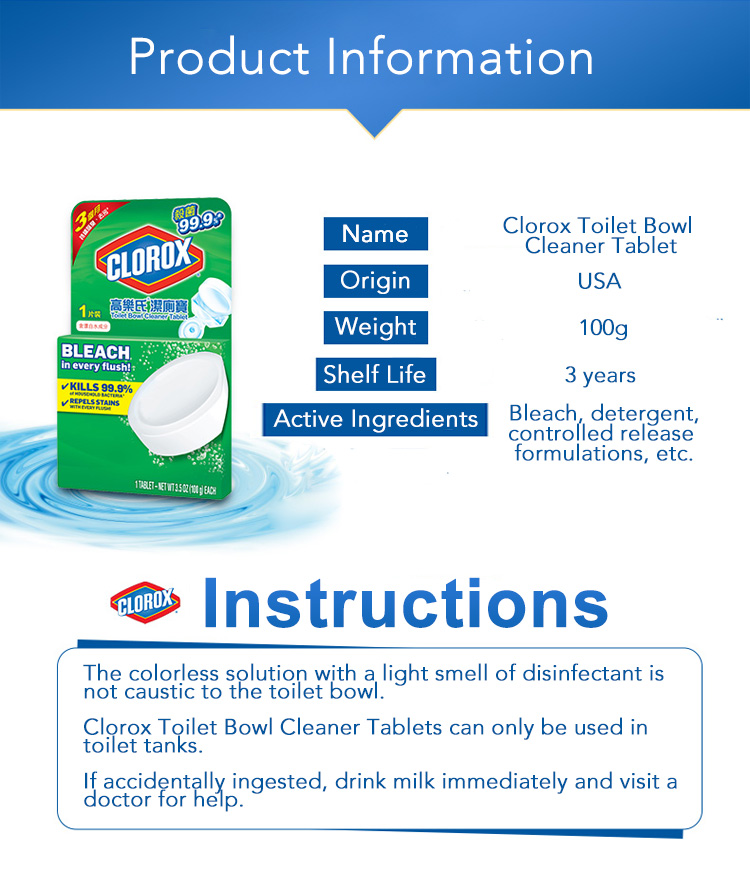 Product Information
3個月
殺菌
99.9%
CLOROX
高樂氏 潔廁寶
Toilet Bowl Cleaner Tablet
1片裝
BLEACH
in every flush!
KILLS 99.9%
of HOUSEHOLD BACTERIA*
REPELS STAINS
WITH EVERY FLUSH!
1 TABLET - NET WT 3.5 OZ (100 g) EACH
Name
Clorox Toilet Bowl
Cleaner Tablet
Origin
USA
Weight
100g
Shelf Life
3 years
Active Ingredients
Bleach, detergent,
controlled release
formulations, etc.
CLOROX
Instructions
The colorless solution with a light smell of disinfectant is
not caustic to the toilet bowl.
Clorox Toilet Bowl Cleaner Tablets can only be used in
toilet tanks.
If accidentally ingested, drink milk immediately and visit a
doctor for help.